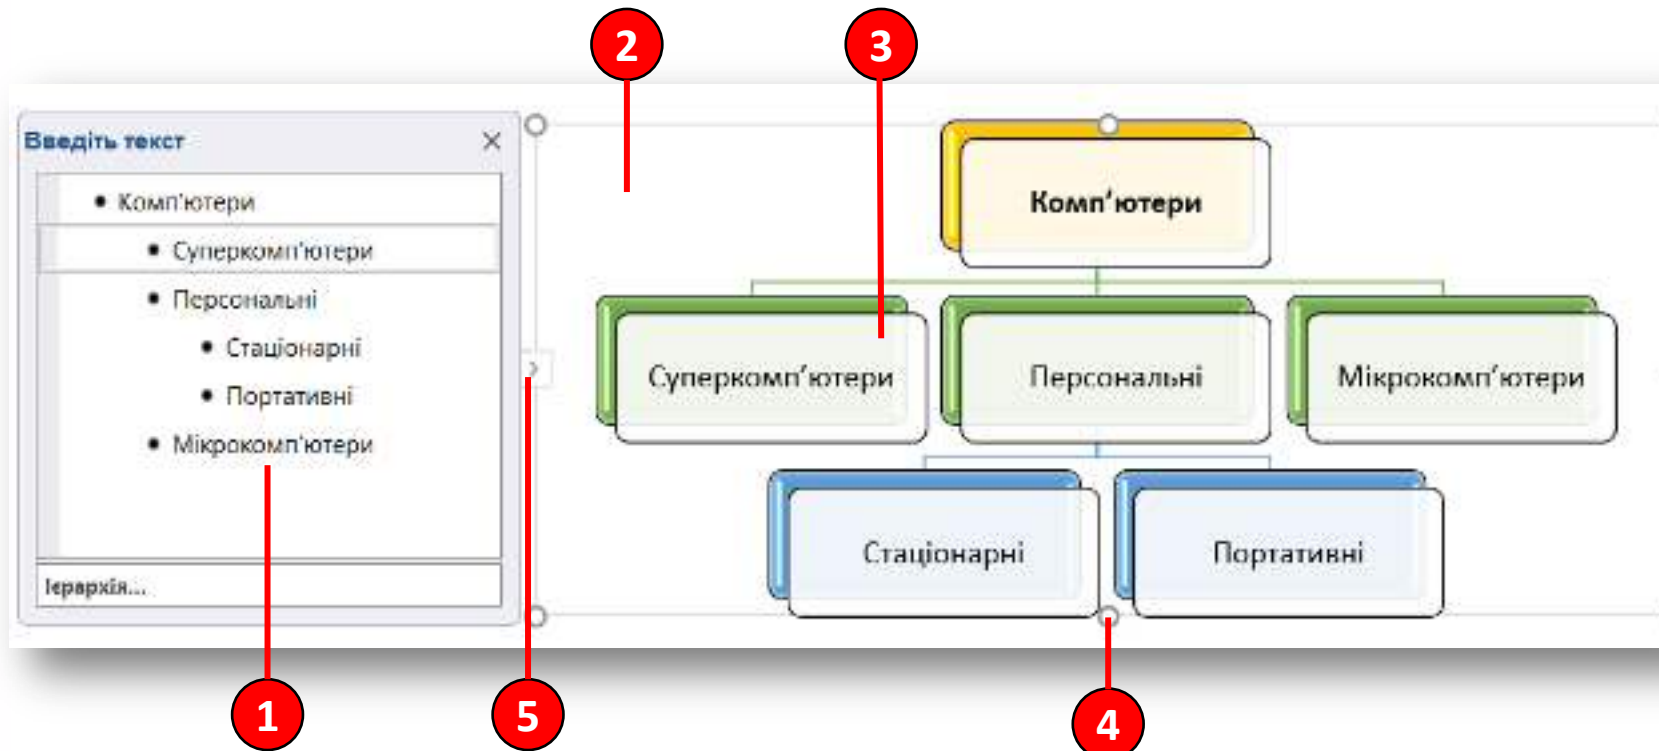 2
3
Введіть текст
Комп'ютери
Суперкомп'ютери
Персональні
Стаціонарні
Портативні
Мікрокомп'ютери
Ієрархія...
Комп’ютери
Суперкомп’ютери
Персональні
Мікрокомп’ютери
Стаціонарні
Портативні
1
5
4